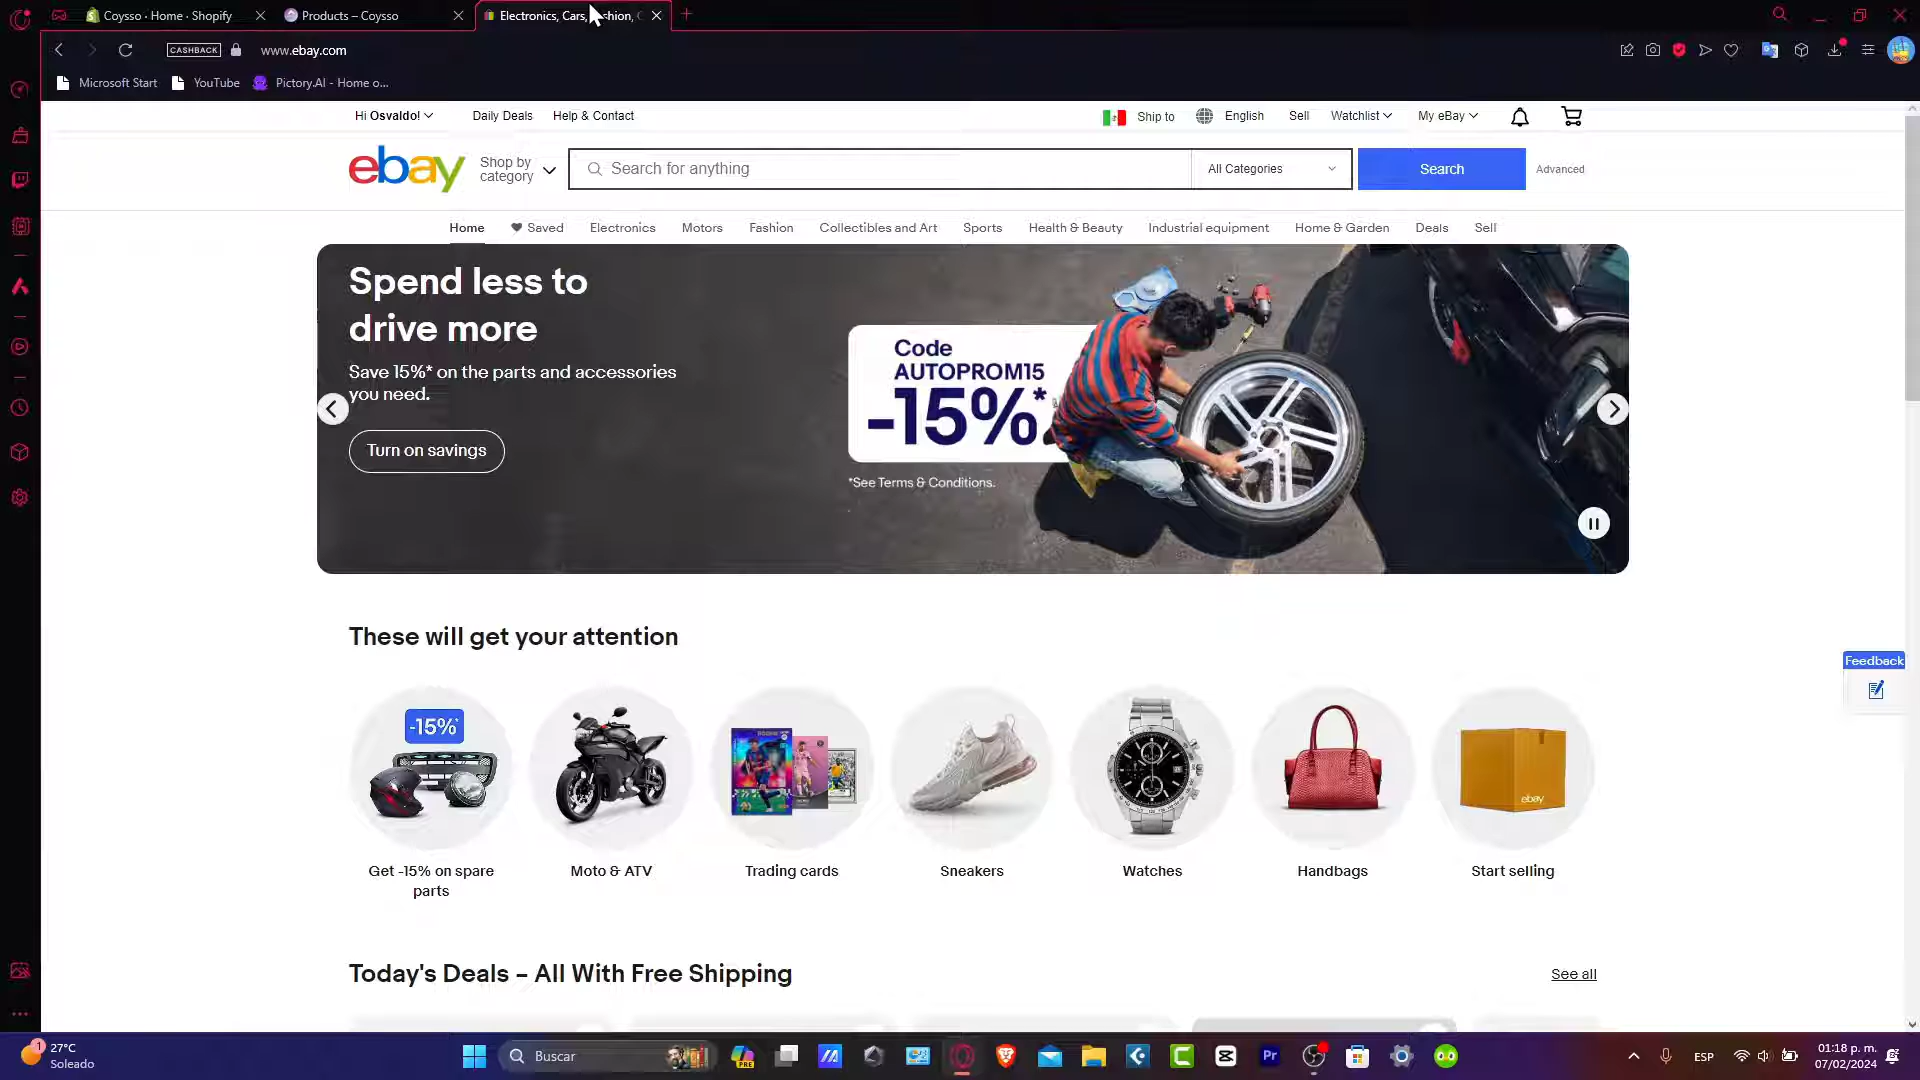 Coysso · Home · Shopify
Products – Coysso
Electronics, Cars,
CASHBACK
www.ebay.com
Microsoft Start
YouTube
Pictory.AI - Home o...
Hi Osvaldo!
Daily Deals
Help & Contact
Ship to
English
Sell
Watchlist
My eBay
ebay
Shop by
category
Search for anything
All Categories
Search
Advanced
Home
Saved
Electronics
Motors
Fashion
Collectibles and Art
Sports
Health & Beauty
Industrial equipment
Home & Garden
Deals
Sell
Spend less to
drive more
Save 15%* on the parts and accessories
you need.
Turn on savings
Code
AUTOPROM15
-15%*
*See Terms & Conditions.
These will get your attention
Feedback
-15%*
ebay
Get -15% on spare
parts
Moto & ATV
Trading cards
Sneakers
Watches
Handbags
Start selling
Today's Deals – All With Free Shipping
See all
1
27°C
Soleado
Buscar
PRE
Pr
ESP
01:18 p. m.
07/02/2024